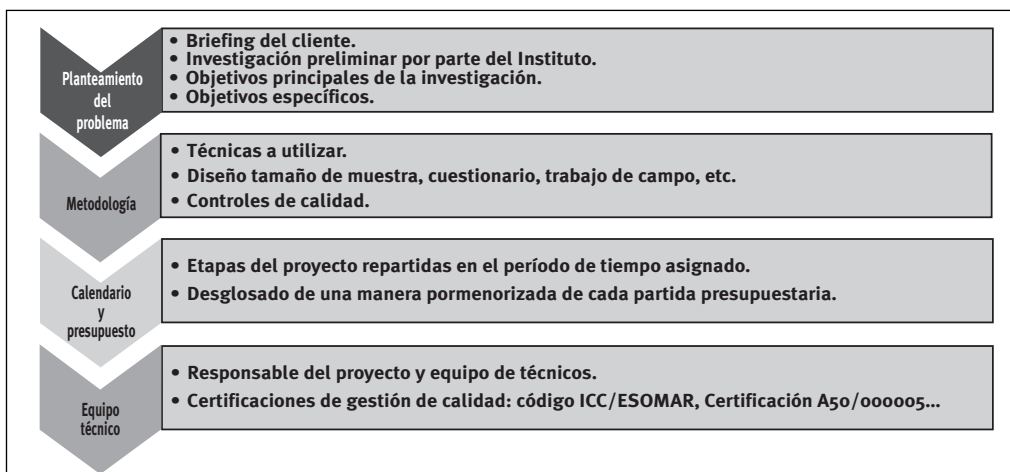 Planteamiento
del
problema
• Briefing del cliente.
• Investigación preliminar por parte del Instituto.
• Objetivos principales de la investigación.
• Objetivos específicos.
Metodología
• Técnicas a utilizar.
• Diseño tamaño de muestra, cuestionario, trabajo de campo, etc.
• Controles de calidad.
Calendario
y
presupuesto
• Etapas del proyecto repartidas en el período de tiempo asignado.
• Desglosado de una manera pormenorizada de cada partida presupuestaria.
Equipo
técnico
• Responsable del proyecto y equipo de técnicos.
• Certificaciones de gestión de calidad: código ICC/ESOMAR, Certificación A50/000005...